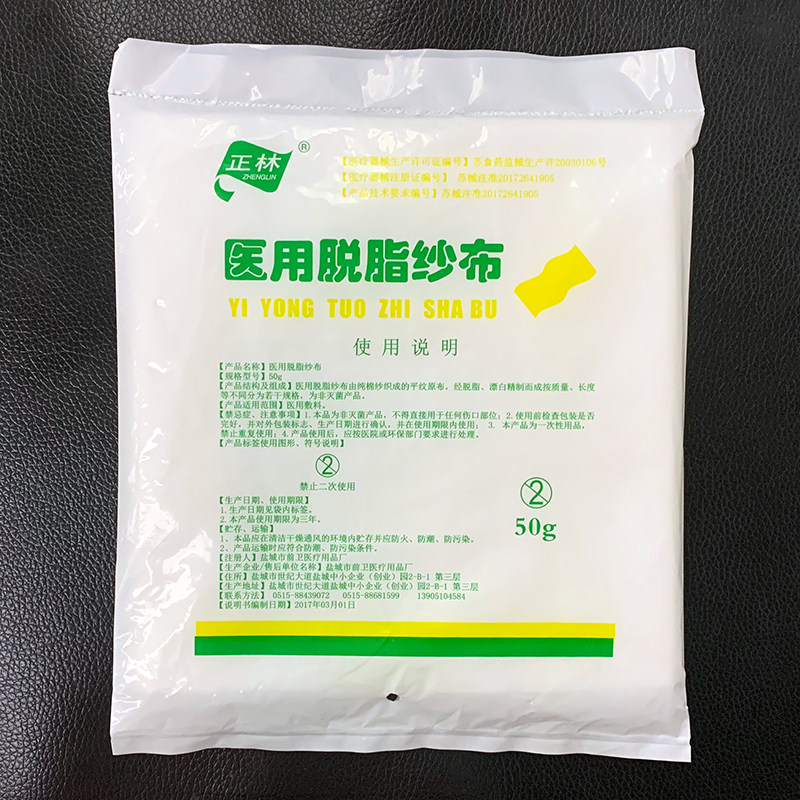 正林
ZHENGLIN
®
【医疗器械生产许可证编号】苏食药监械生产许20030106号
【医疗器械注册证编号】 苏械注准20172641905
【产品技术要求编号】苏械注准20172641905
医用脱脂纱布
YI YONG TUO ZHI SHA BU
使用说明
【产品名称】医用脱脂纱布
【规格型号】50g
【产品结构及组成】医用脱脂纱布由纯棉纱织成的平纹原布，经脱脂、漂白精制而成按质量、长度
等不同分为若干规格，为非灭菌产品。
【产品适用范围】医用敷料。
【禁忌症、注意事项】1.本品为非灭菌产品，不得直接用于任何伤口部位；2.使用前检查包装是否
完好，并对外包装标志、生产日期进行确认，并在使用期限内使用； 3. 本产品为一次性用品，
禁止重复使用；4.产品使用后，应按医院或环保部门要求进行处理。
【产品标签使用图形、符号说明】
2
禁止二次使用
2
50g
【生产日期、使用期限】
1.生产日期见袋内标签。
2.本产品使用期限为三年。
【贮存、运输】
1、本品应在清洁干燥通风的环境内贮存并应防火、防潮、防污染。
2、产品运输时应符合防潮、防污染条件。
【注册人】盐城市前卫医疗用品厂
【生产企业/售后单位名称】盐城市前卫医疗用品厂
【住所】盐城市世纪大道盐城中小企业（创业）园2-B-1 第三层
【生产地址】盐城市世纪大道盐城中小企业（创业）园2-B-1 第三层
【联系方法】 0515-88439072 0515-88681599 13905104584
【说明书编制日期】2017年03月01日